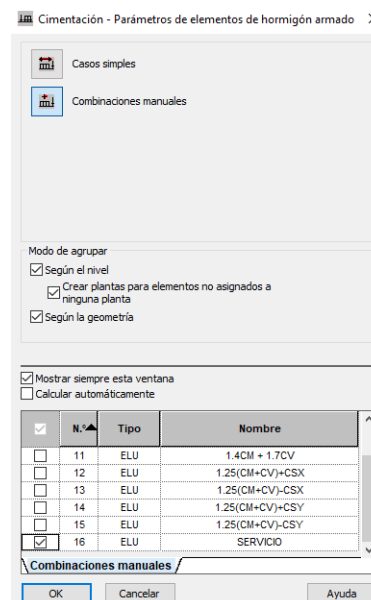 Cimentación - Parámetros de elementos de hormigón armado
Casos simples
Combinaciones manuales
Modo de agrupar
Según el nivel
Crear plantas para elementos no asignados a
ninguna planta
Según la geometría
Mostrar siempre esta ventana
Calcular automáticamente
N.º Tipo Nombre
11 ELU 1.4CM + 1.7CV
12 ELU 1.25(CM+CV)+CSX
13 ELU 1.25(CM+CV)-CSX
14 ELU 1.25(CM+CV)+CSY
15 ELU 1.25(CM+CV)-CSY
16 ELU SERVICIO
Combinaciones manuales
OK Cancelar Ayuda